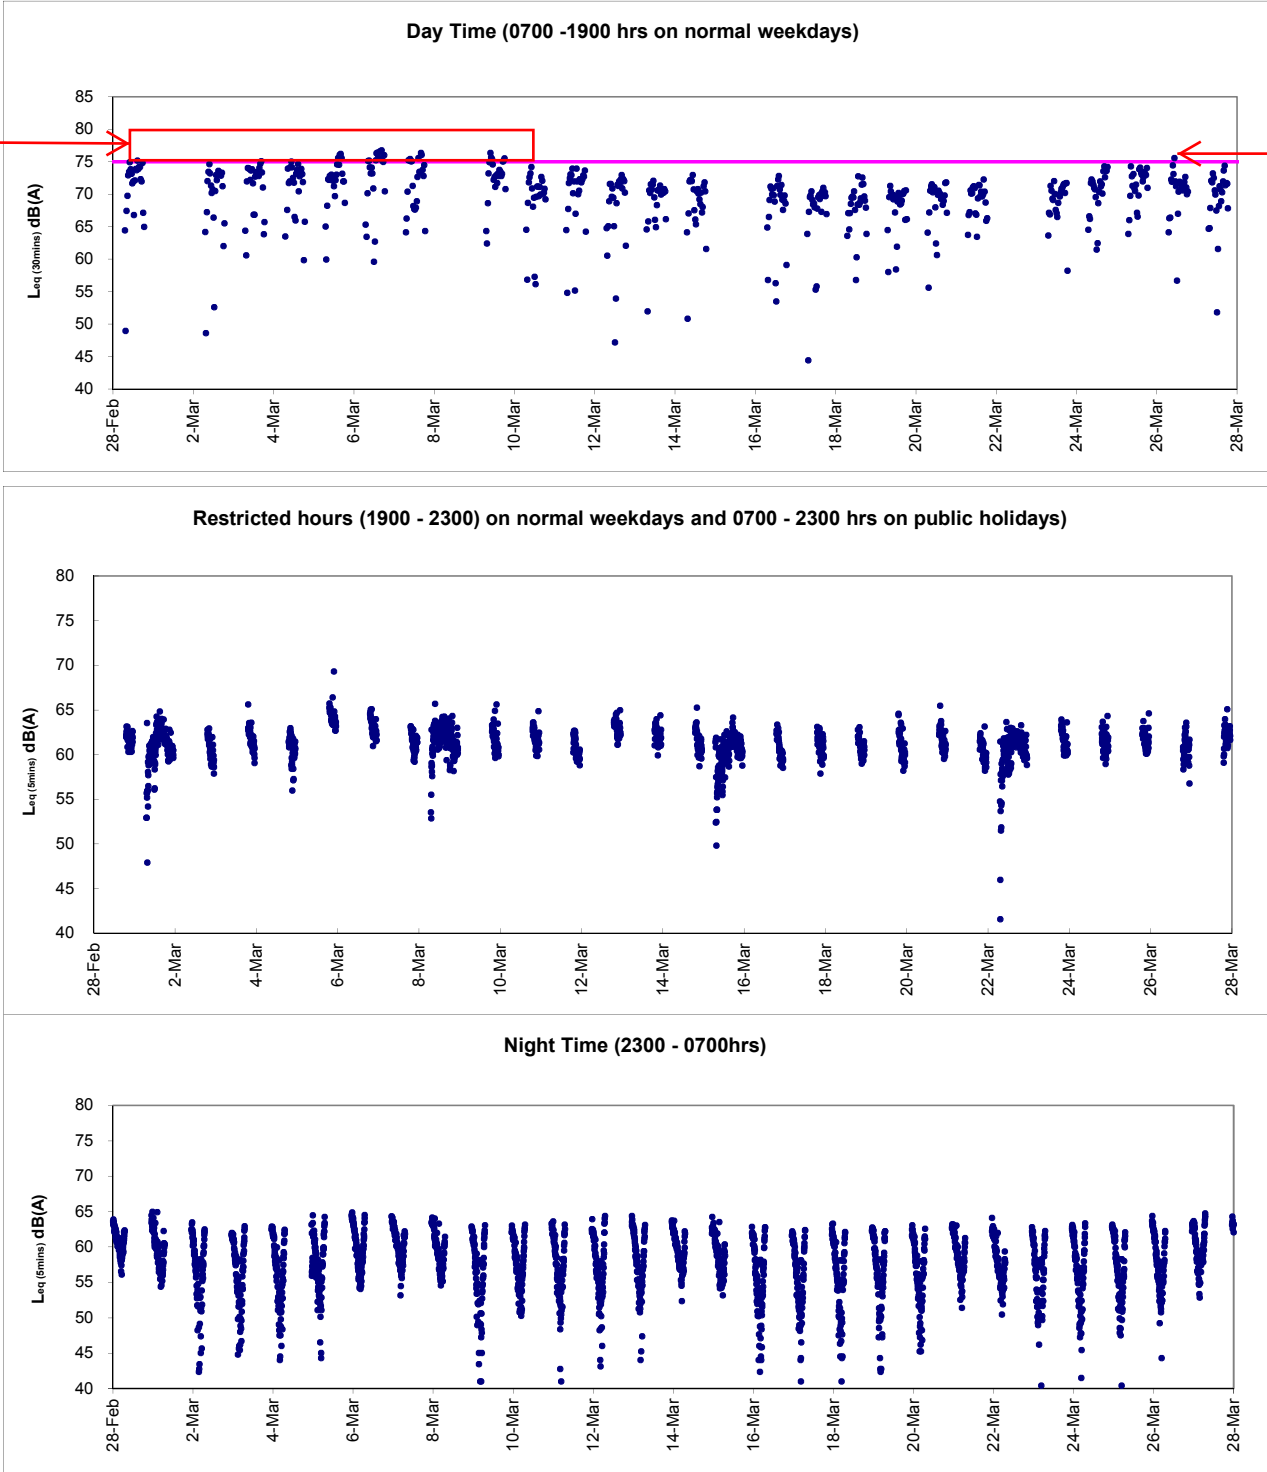 Day Time (0700 -1900 hrs on normal weekdays)
Leq (30mins) dB(A)
85
80
75
70
65
60
55
50
45
40
28-Feb
2-Mar
4-Mar
6-Mar
8-Mar
10-Mar
12-Mar
14-Mar
16-Mar
18-Mar
20-Mar
22-Mar
24-Mar
26-Mar
28-Mar
Restricted hours (1900 - 2300) on normal weekdays and 0700 - 2300 hrs on public holidays)
Leq (5mins) dB(A)
80
75
70
65
60
55
50
45
40
28-Feb
2-Mar
4-Mar
6-Mar
8-Mar
10-Mar
12-Mar
14-Mar
16-Mar
18-Mar
20-Mar
22-Mar
24-Mar
26-Mar
28-Mar
Night Time (2300 - 0700hrs)
Leq (5mins) dB(A)
80
75
70
65
60
55
50
45
40
28-Feb
2-Mar
4-Mar
6-Mar
8-Mar
10-Mar
12-Mar
14-Mar
16-Mar
18-Mar
20-Mar
22-Mar
24-Mar
26-Mar
28-Mar